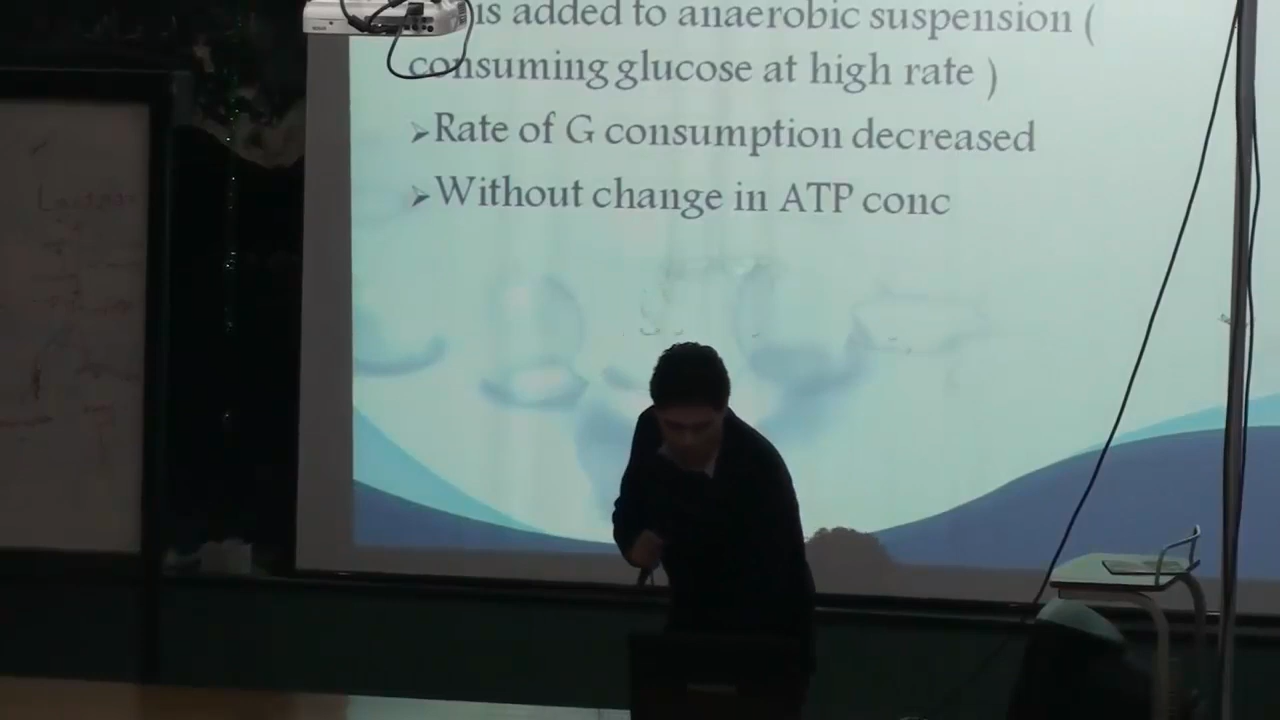 is added to anaerobic suspension (
consuming glucose at high rate )
➢Rate of G consumption decreased
➢Without change in ATP conc